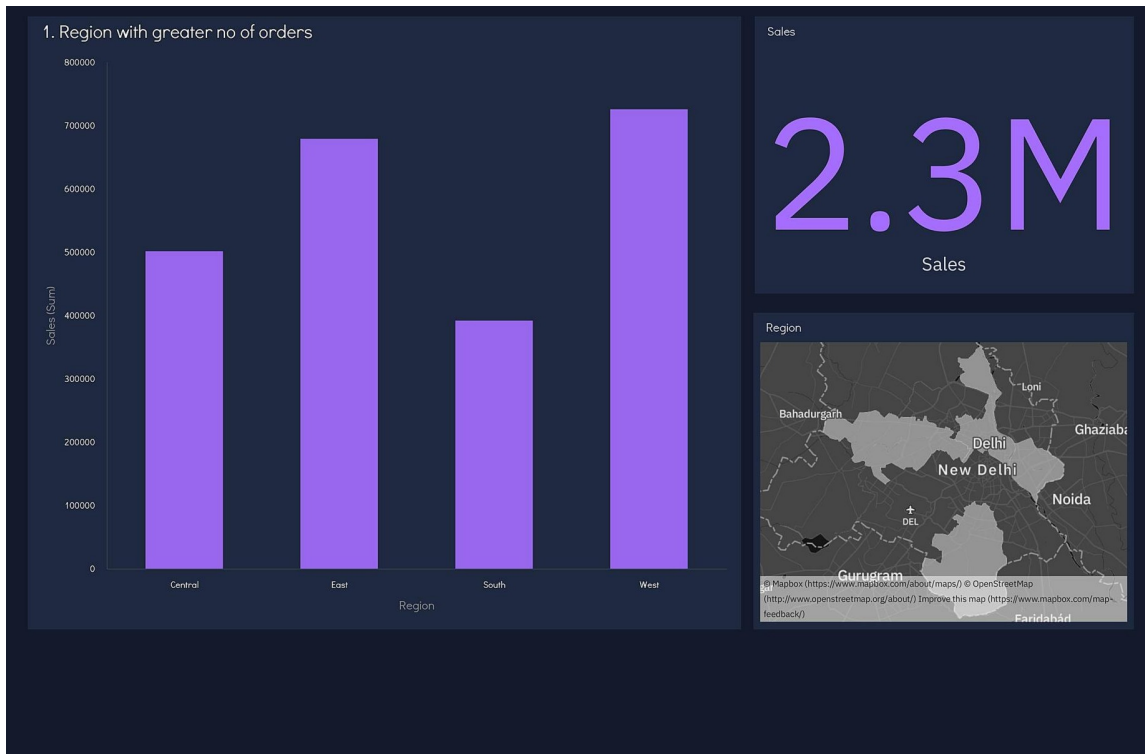 1. Region with greater no of orders
800000
700000
600000
500000
400000
300000
200000
100000
0
Sales (Sum)
Central
East
South
West
Region
Sales
2.3M
Sales
Region
Loni
Bahadurgarh
Ghaziaba
Delhi
New Delhi
Noida
DEL
Gurugram
© Mapbox (https://www.mapbox.com/about/maps/) © OpenStreetMap
(http://www.openstreetmap.org/about/) Improve this map (https://www.mapbox.com/map-
feedback/)
Faridabád